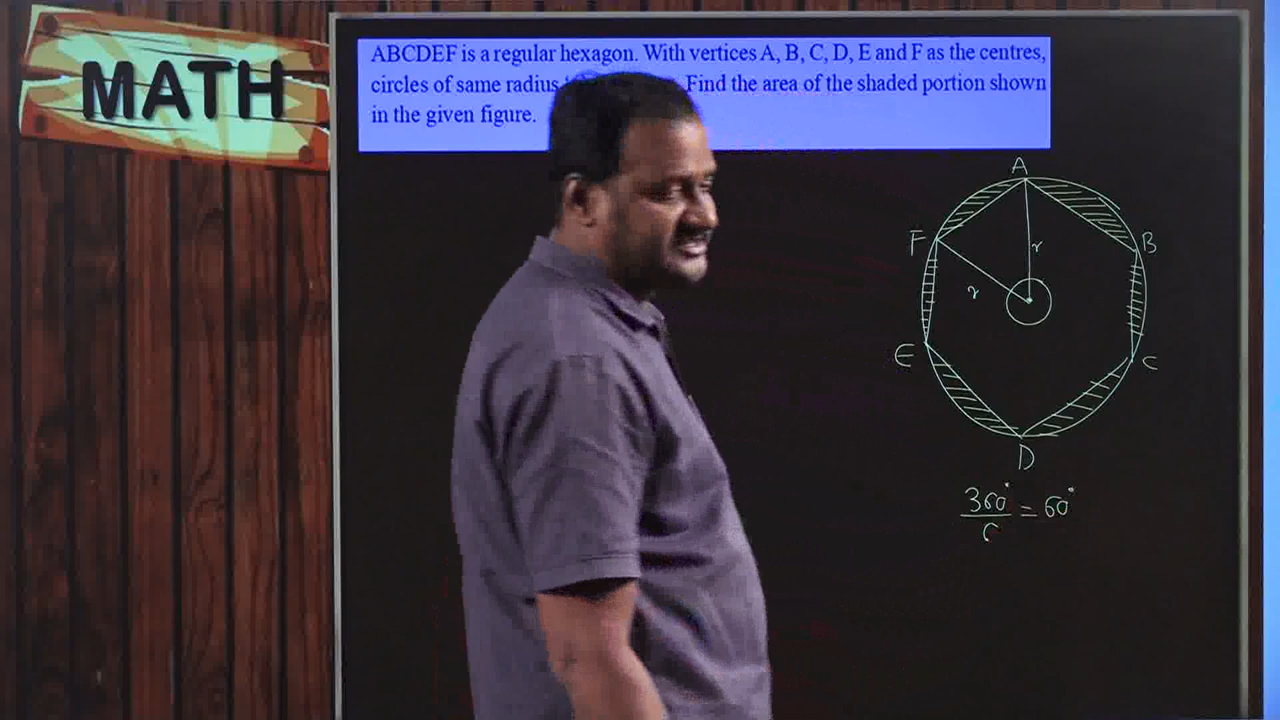 MATH
ABCDEF is a regular hexagon. With vertices A, B, C, D, E and F as the centres,
circles of same radius Find the area of the shaded portion shown
in the given figure.
A
F
B
r
r
E
C
D
360° = 60°
6